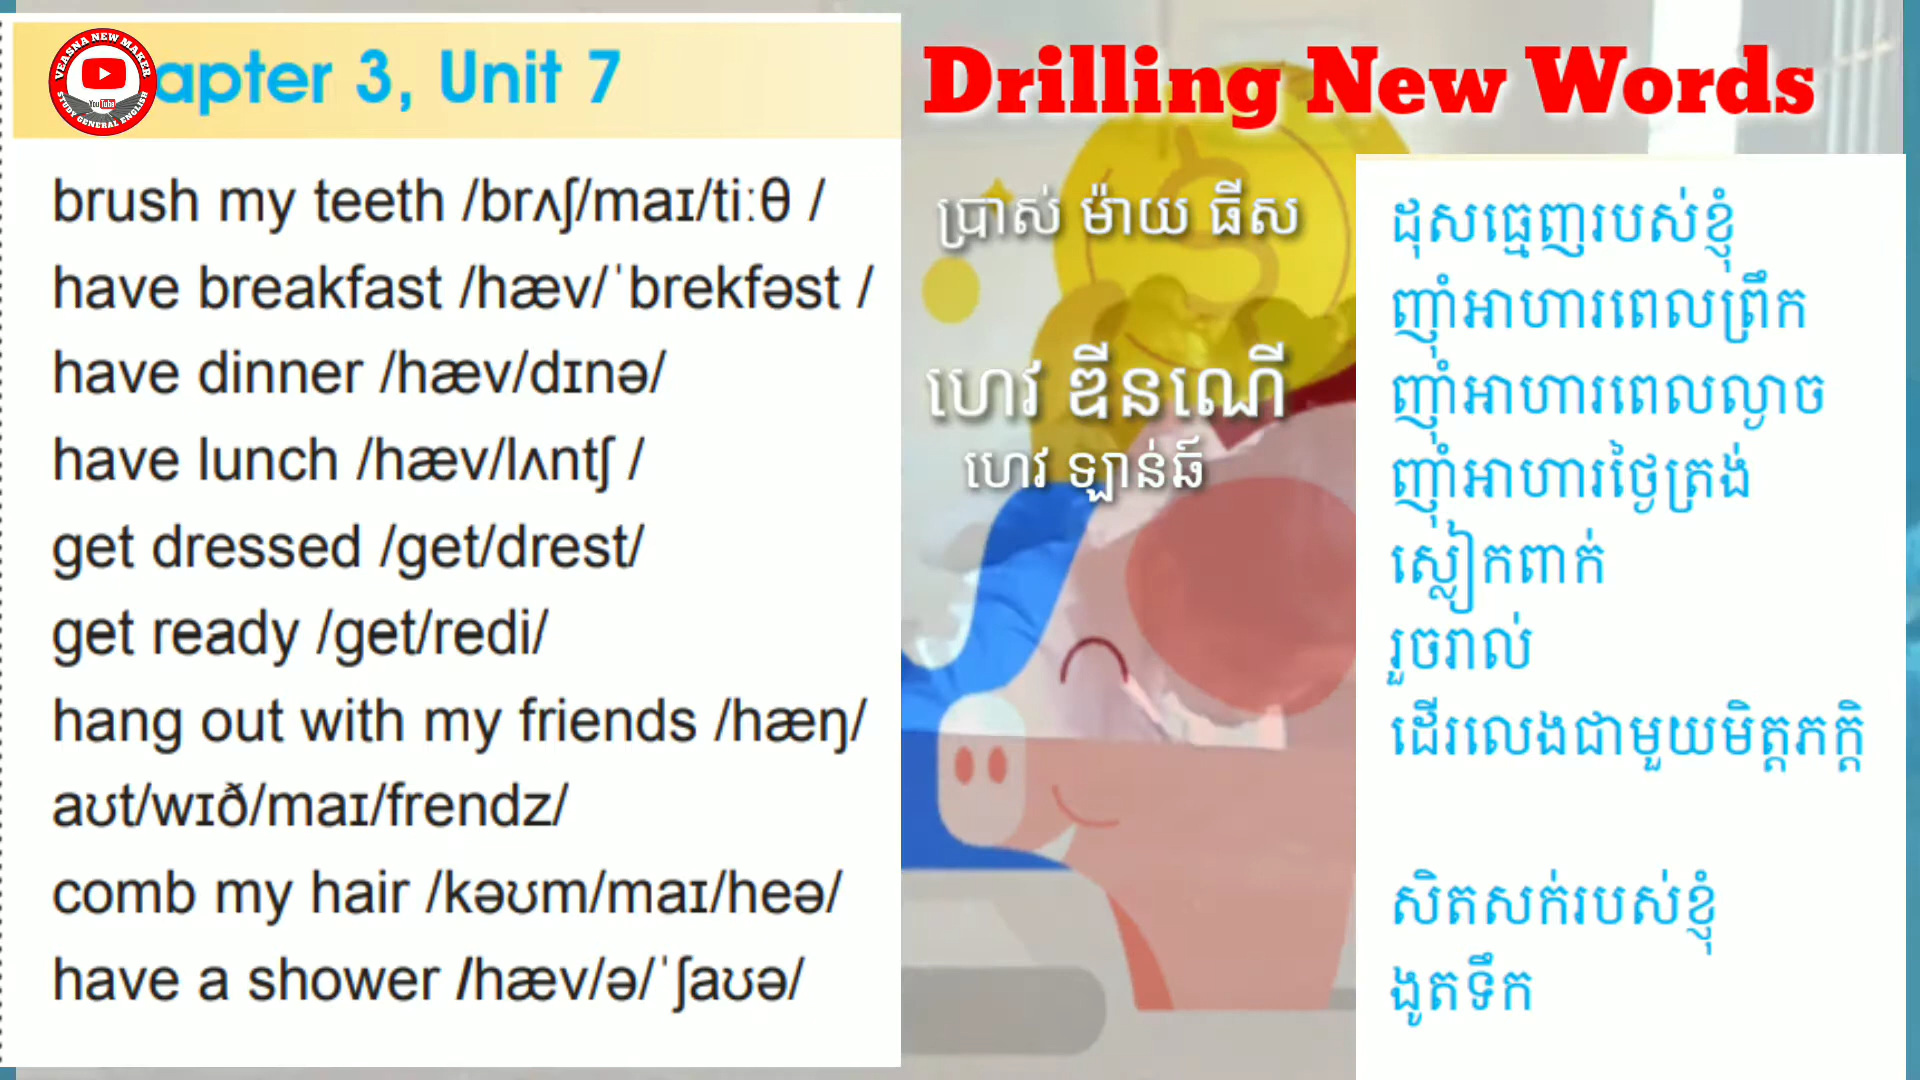 VEASNA NEW MAKER
YouTube
STUDY GENERAL ENGLISH
apter 3, Unit 7
brush my teeth /brʌʃ/maɪ/tiːθ /
have breakfast /hæv/ˈbrekfəst /
have dinner /hæv/dɪnə/
have lunch /hæv/lʌntʃ /
get dressed /get/drest/
get ready /get/redi/
hang out with my friends /hæŋ/
aʊt/wɪð/maɪ/frendz/
comb my hair /kəʊm/maɪ/heə/
have a shower /hæv/ə/ˈʃaʊə/
Drilling New Words
ប្រាស់ ម៉ាយ ធីស
ហេវ ឌីនណើ
ហេវ ឡាន់ឆ៍
ដុសធ្មេញរបស់ខ្ញុំ
ញ៉ាំអាហារពេលព្រឹក
ញ៉ាំអាហារពេលល្ងាច
ញ៉ាំអាហារថ្ងៃត្រង់
ស្លៀកពាក់
រួចរាល់
ដើរលេងជាមួយមិត្តភក្តិ
សិតសក់របស់ខ្ញុំ
ងូតទឹក